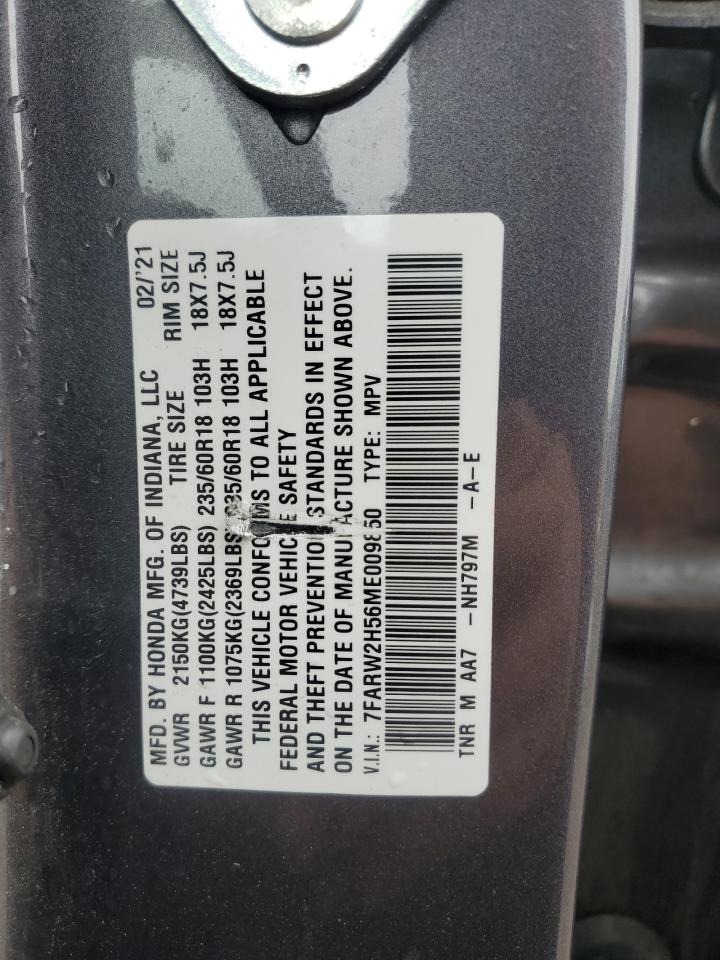 MFD. BY HONDA MFG. OF INDIANA, LLC 02/'21
GVWR 2150KG(4739LBS) TIRE SIZE RIM SIZE
GAWR F 1100KG(2425LBS) 235/60R18 103H 18X7.5J
GAWR R 1075KG(2369LBS) 235/60R18 103H 18X7.5J
THIS VEHICLE CONFORMS TO ALL APPLICABLE
FEDERAL MOTOR VEHICLE SAFETY
AND THEFT PREVENTION STANDARDS IN EFFECT
ON THE DATE OF MANUFACTURE SHOWN ABOVE.
V.I.N.: 7FARW2H56ME009850 TYPE: MPV
TNR M AA7 -NH797M -A-E